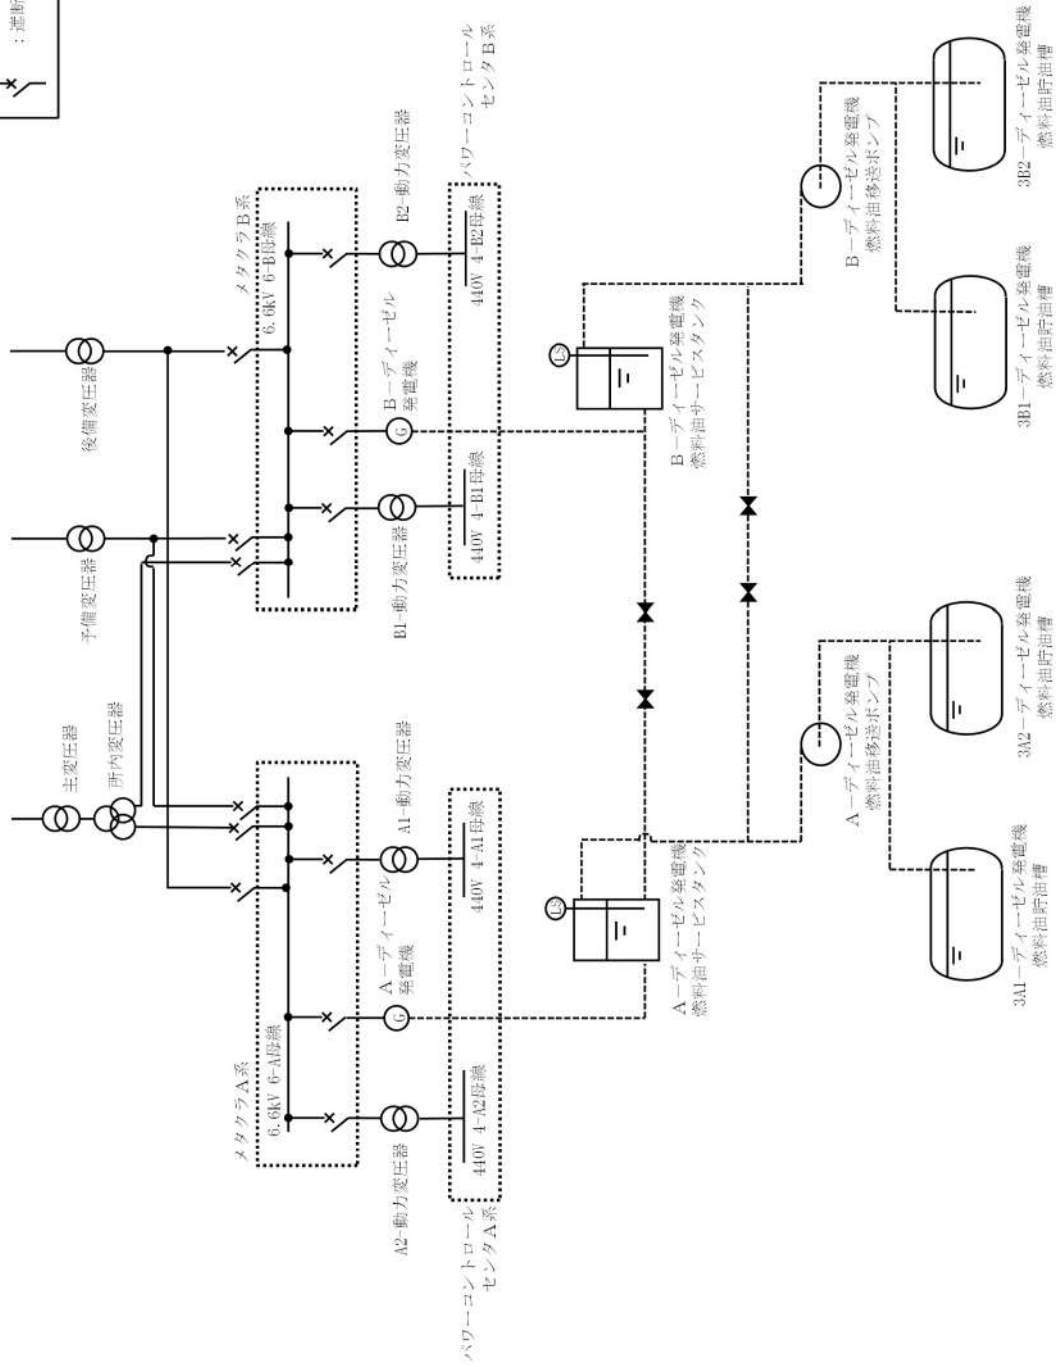 ：遮断
主変圧器
所内変圧器
予備変圧器
後備変圧器
メタクラA系
6.6kV 6-A母線
メタクラB系
6.6kV 6-B母線
A2-動力変圧器
A－ディーゼル
発電機
A1-動力変圧器
B1-動力変圧器
B－ディーゼル
発電機
B2-動力変圧器
パワーコントロール
センタA系
440V 4-A2母線
440V 4-A1母線
440V 4-B1母線
440V 4-B2母線
パワーコントロール
センタB系
G
G
LS
LS
A－ディーゼル発電機
燃料油サービスタンク
B－ディーゼル発電機
燃料油サービスタンク
A－ディーゼル発電機
燃料油移送ポンプ
B－ディーゼル発電機
燃料油移送ポンプ
3A1－ディーゼル発電機
燃料油貯油槽
3A2－ディーゼル発電機
燃料油貯油槽
3B1－ディーゼル発電機
燃料油貯油槽
3B2－ディーゼル発電機
燃料油貯油槽